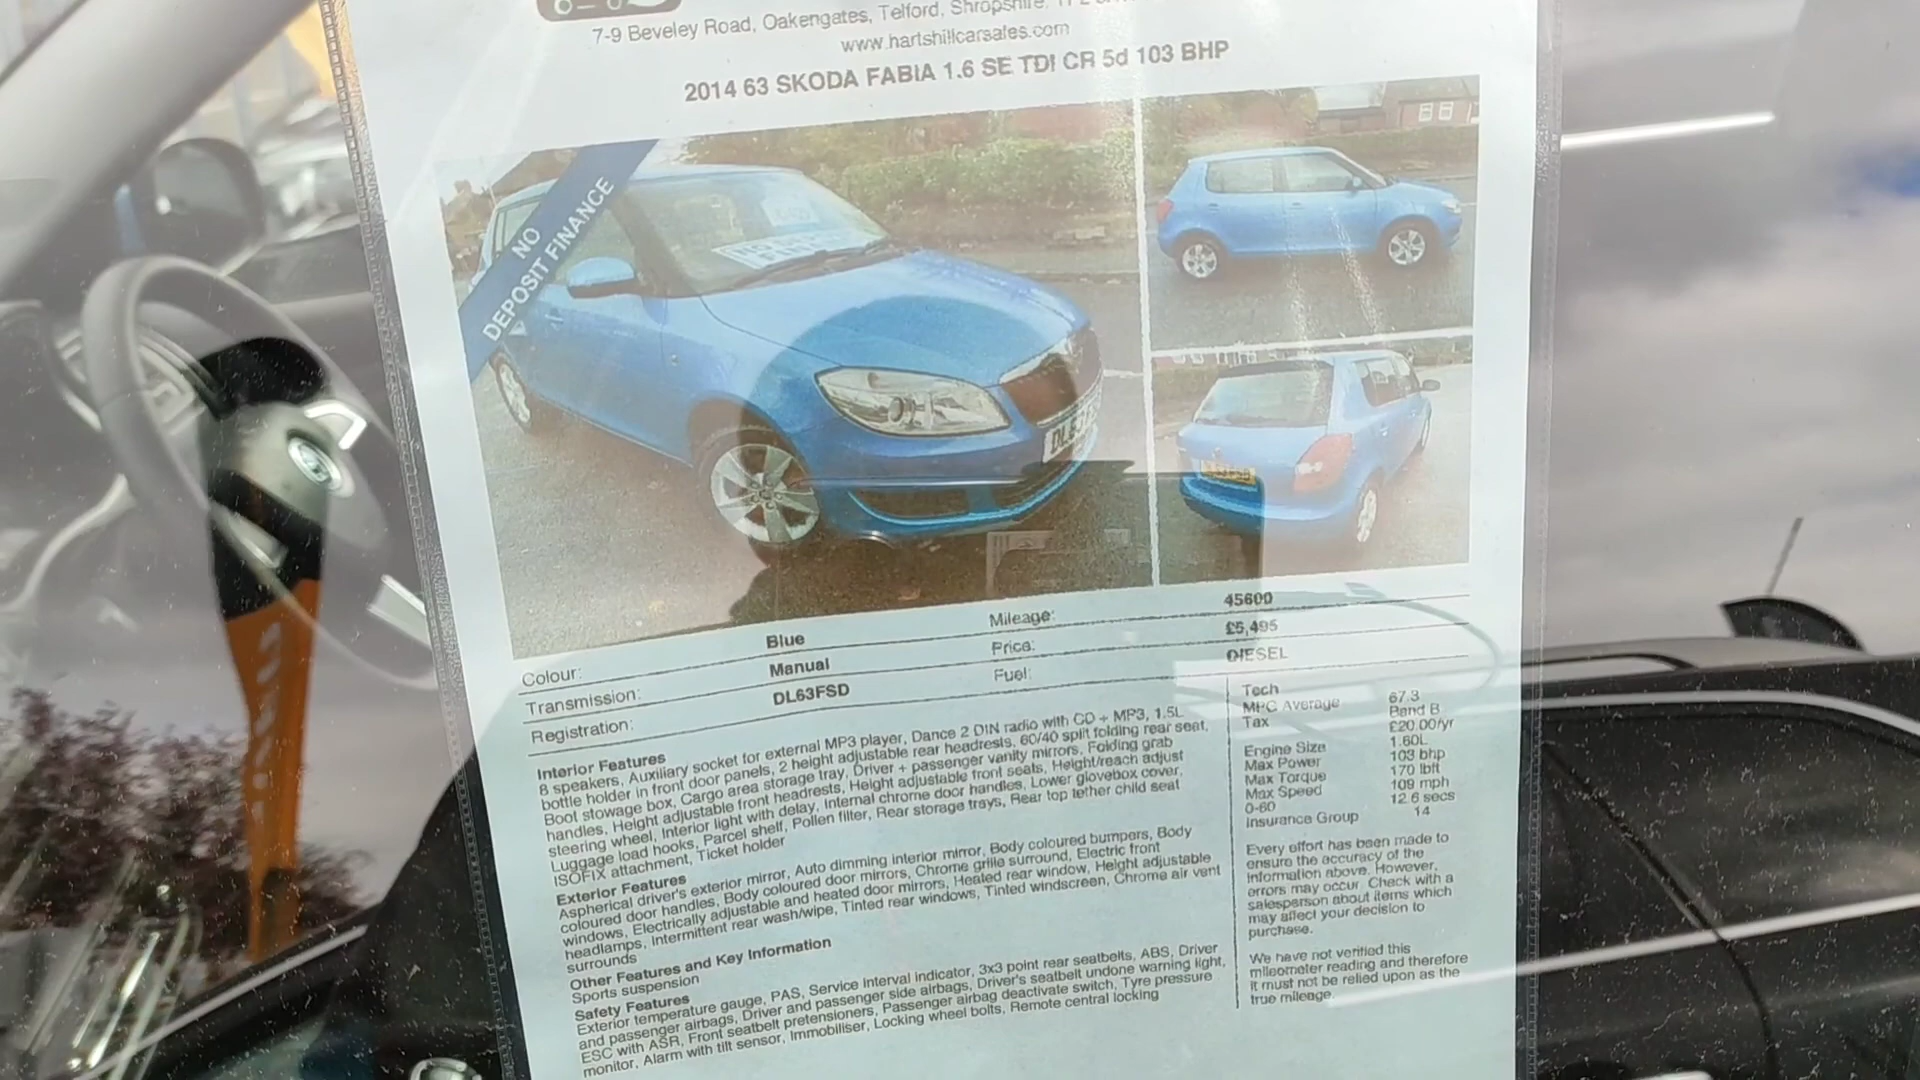 7-9 Beveley Road, Oakengates, Telford, Shropshire,
www.hartshillcarsales.com
2014 63 SKODA FABIA 1.6 SE TDI CR 5d 103 BHP
NO
DEPOSIT FINANCE
Colour: Blue Mileage: 45600
Transmission: Manual Price: £5,495
Registration: DL63FSD Fuel: DIESEL
Interior Features
8 speakers, Auxiliary socket for external MP3 player, Dance 2 DIN radio with CD + MP3, 1.5L
bottle holder in front door panels, 2 height adjustable rear headrests, 60/40 split folding rear seat,
Boot stowage box, Cargo area storage tray, Driver + passenger vanity mirrors, Folding grab
handles, Height adjustable front headrests, Height adjustable front seats, Height/reach adjust
steering wheel, Interior light with delay, Internal chrome door handles, Lower glovebox cover,
Luggage load hooks, Parcel shelf, Pollen filter, Rear storage trays, Rear top tether child seat
ISOFIX attachment, Ticket holder
Exterior Features
Aspherical driver's exterior mirror, Auto dimming interior mirror, Body coloured bumpers, Body
coloured door handles, Body coloured door mirrors, Chrome grille surround, Electric front
windows, Electrically adjustable and heated door mirrors, Heated rear window, Height adjustable
headlamps, Intermittent rear wash/wipe, Tinted rear windows, Tinted windscreen, Chrome air vent
surrounds
Other Features and Key Information
Sports suspension
Safety Features
Exterior temperature gauge, PAS, Service interval indicator, 3x3 point rear seatbelts, ABS, Driver
and passenger airbags, Driver and passenger side airbags, Driver's seatbelt undone warning light,
ESC with ASR, Front seatbelt pretensioners, Passenger airbag deactivate switch, Tyre pressure
monitor, Alarm with tilt sensor, Immobiliser, Locking wheel bolts, Remote central locking
Tech
MPG Average 67.3
Tax Band B
£20.00/yr
Engine Size 1.60L
Max Power 103 bhp
Max Torque 170 lbft
Max Speed 109 mph
0-60 12.6 secs
Insurance Group 14
Every effort has been made to
ensure the accuracy of the
information above. However,
errors may occur. Check with a
salesperson about items which
may affect your decision to
purchase.
We have not verified this
mileometer reading and therefore
it must not be relied upon as the
true mileage.